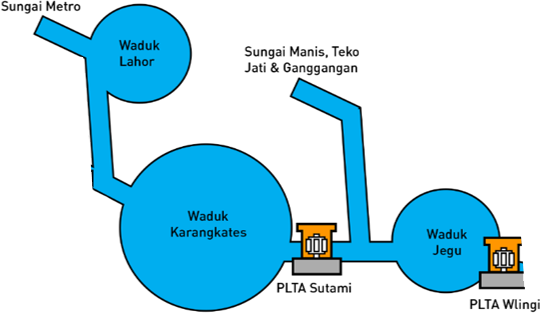 Sungai Metro
Waduk
Lahor
Sungai Manis, Teko
Jati & Ganggangan
Waduk
Karangkates
Waduk
Jegu
PLTA Sutami
PLTA Wlingi